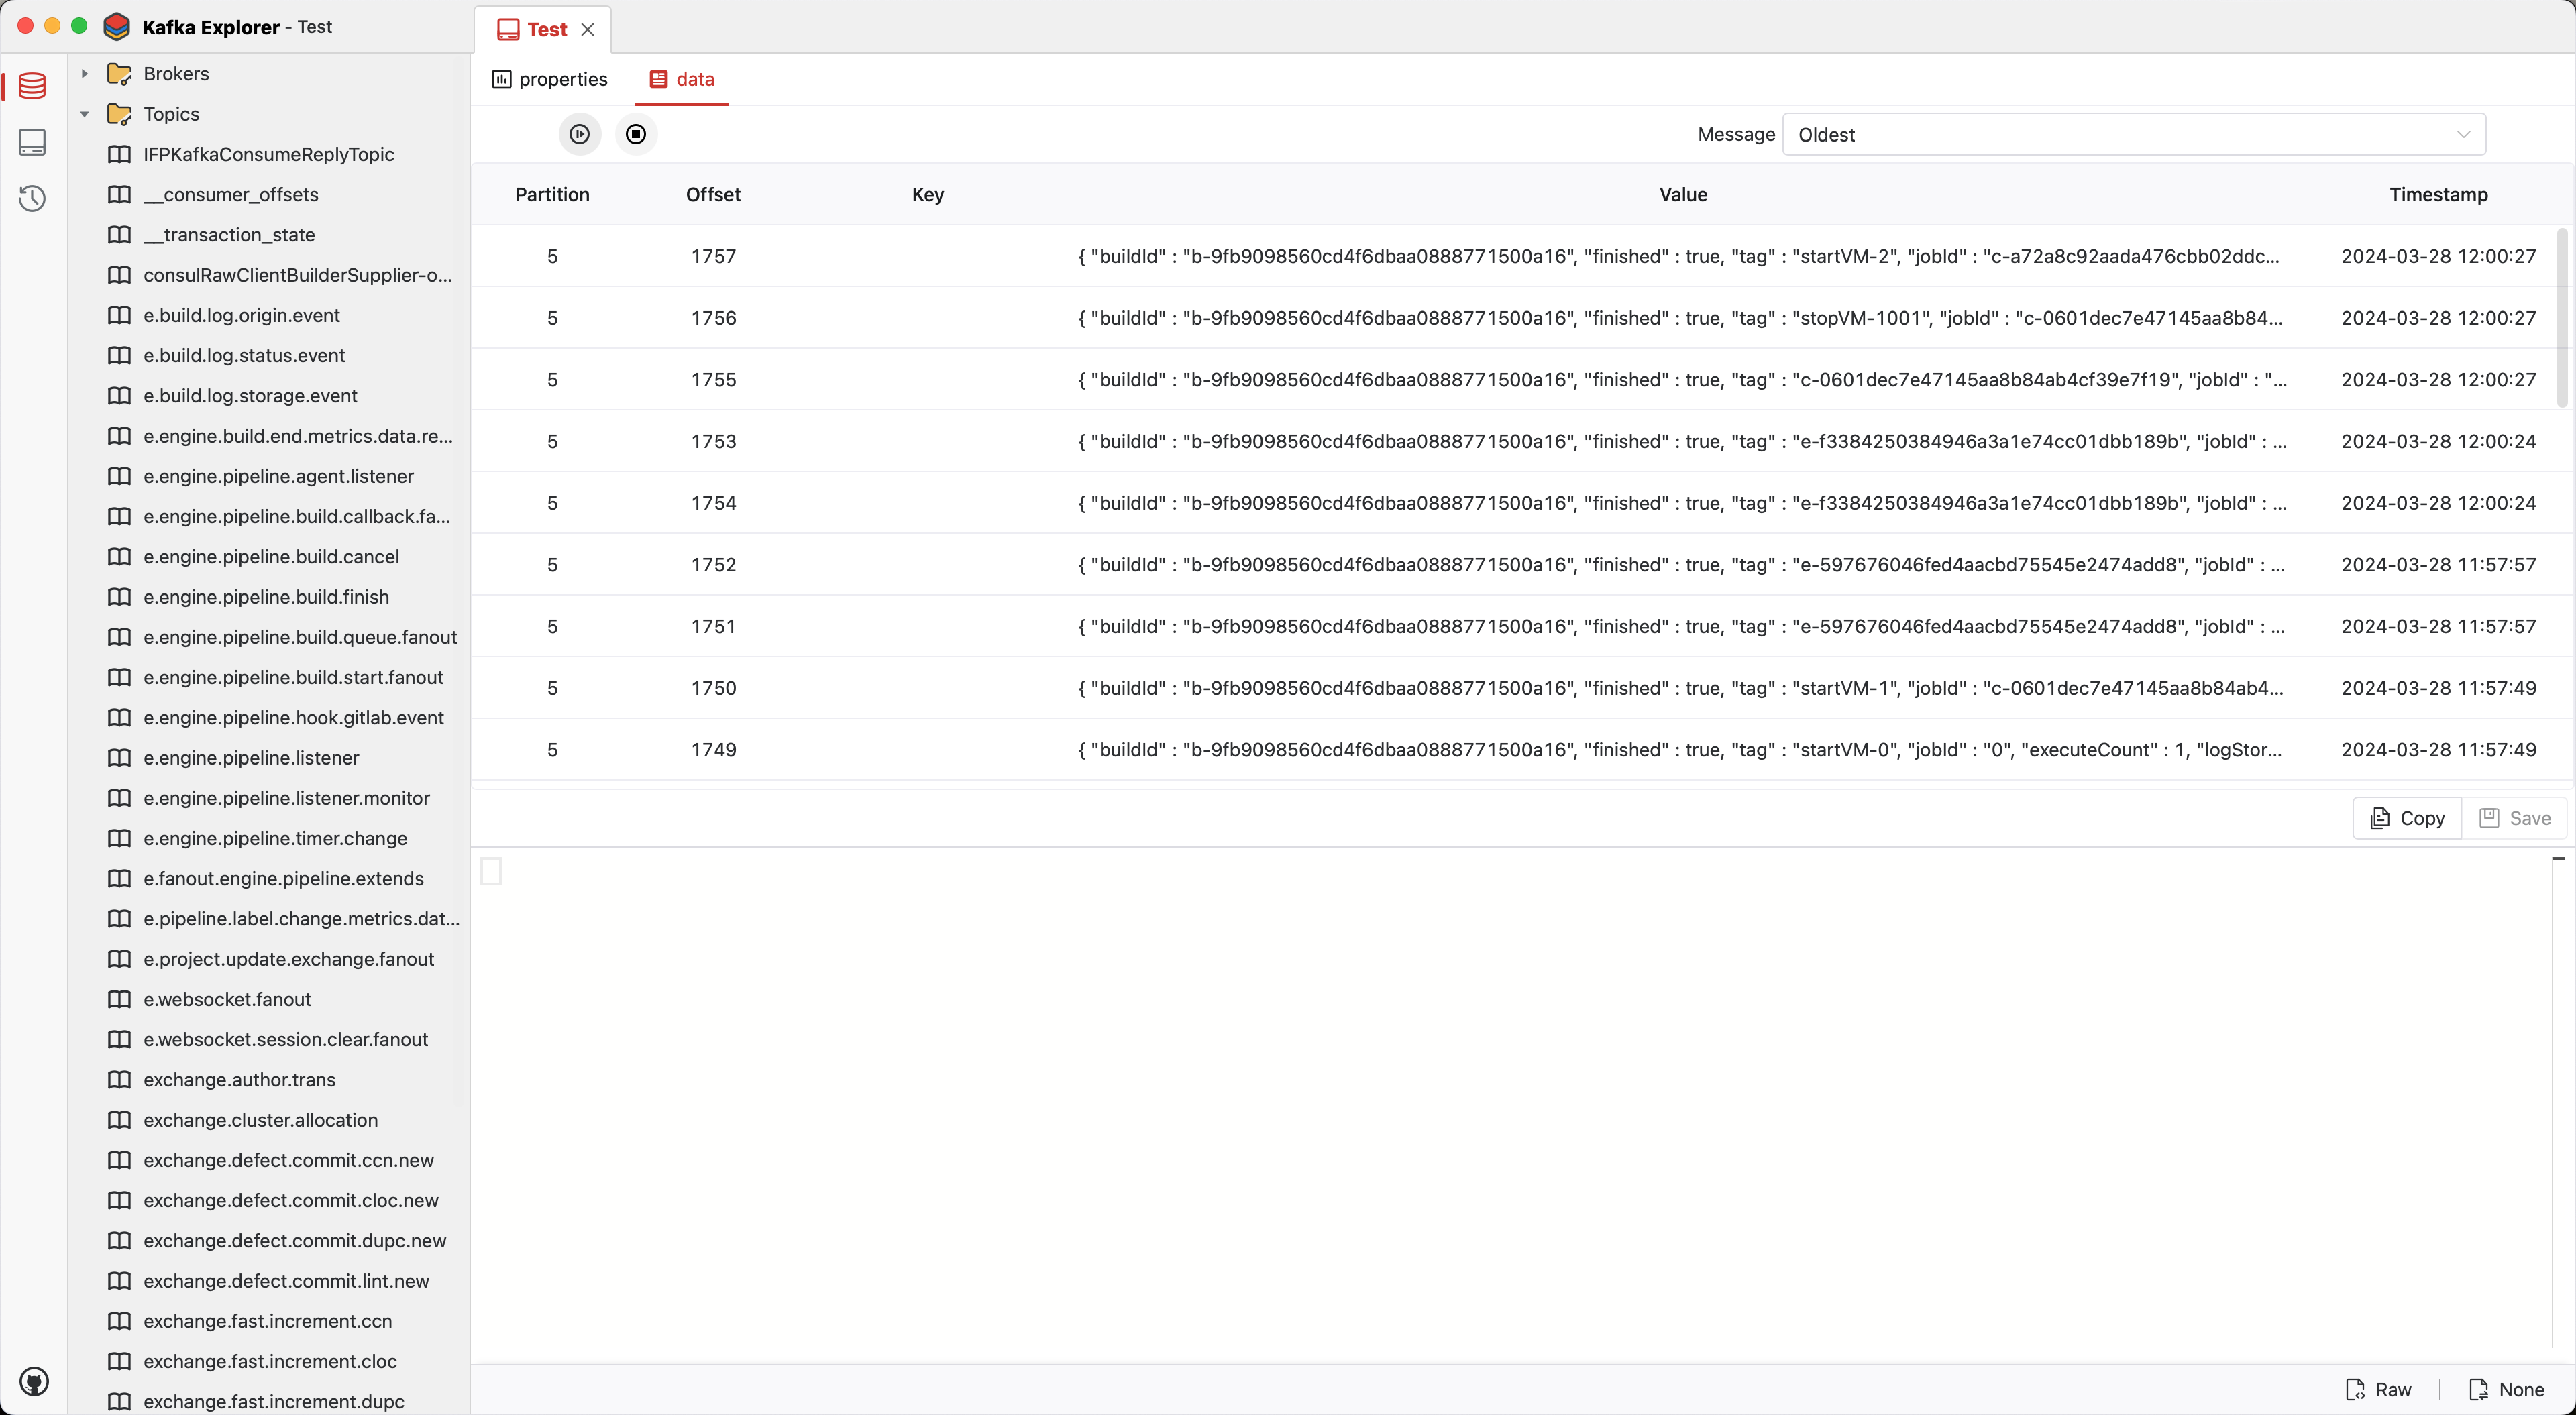 Kafka Explorer - Test
Test
Brokers
Topics
IFPKafkaConsumeReplyTopic
__consumer_offsets
__transaction_state
consulRawClientBuilderSupplier-o...
e.build.log.origin.event
e.build.log.status.event
e.build.log.storage.event
e.engine.build.end.metrics.data.re...
e.engine.pipeline.agent.listener
e.engine.pipeline.build.callback.fa...
e.engine.pipeline.build.cancel
e.engine.pipeline.build.finish
e.engine.pipeline.build.queue.fanout
e.engine.pipeline.build.start.fanout
e.engine.pipeline.hook.gitlab.event
e.engine.pipeline.listener
e.engine.pipeline.listener.monitor
e.engine.pipeline.timer.change
e.fanout.engine.pipeline.extends
e.pipeline.label.change.metrics.dat...
e.project.update.exchange.fanout
e.websocket.fanout
e.websocket.session.clear.fanout
exchange.author.trans
exchange.cluster.allocation
exchange.defect.commit.ccn.new
exchange.defect.commit.cloc.new
exchange.defect.commit.dupc.new
exchange.defect.commit.lint.new
exchange.fast.increment.ccn
exchange.fast.increment.cloc
exchange.fast.increment.dupc
properties data
Message Oldest
Partition Offset Key Value Timestamp
5 1757 { "buildId" : "b-9fb9098560cd4f6dbaa0888771500a16", "finished" : true, "tag" : "startVM-2", "jobId" : "c-a72a8c92aada476cbb02ddc... 2024-03-28 12:00:27
5 1756 { "buildId" : "b-9fb9098560cd4f6dbaa0888771500a16", "finished" : true, "tag" : "stopVM-1001", "jobId" : "c-0601dec7e47145aa8b84... 2024-03-28 12:00:27
5 1755 { "buildId" : "b-9fb9098560cd4f6dbaa0888771500a16", "finished" : true, "tag" : "c-0601dec7e47145aa8b84ab4cf39e7f19", "jobId" : "... 2024-03-28 12:00:27
5 1753 { "buildId" : "b-9fb9098560cd4f6dbaa0888771500a16", "finished" : true, "tag" : "e-f3384250384946a3a1e74cc01dbb189b", "jobId" : ... 2024-03-28 12:00:24
5 1754 { "buildId" : "b-9fb9098560cd4f6dbaa0888771500a16", "finished" : true, "tag" : "e-f3384250384946a3a1e74cc01dbb189b", "jobId" : ... 2024-03-28 12:00:24
5 1752 { "buildId" : "b-9fb9098560cd4f6dbaa0888771500a16", "finished" : true, "tag" : "e-597676046fed4aacbd75545e2474add8", "jobId" : ... 2024-03-28 11:57:57
5 1751 { "buildId" : "b-9fb9098560cd4f6dbaa0888771500a16", "finished" : true, "tag" : "e-597676046fed4aacbd75545e2474add8", "jobId" : ... 2024-03-28 11:57:57
5 1750 { "buildId" : "b-9fb9098560cd4f6dbaa0888771500a16", "finished" : true, "tag" : "startVM-1", "jobId" : "c-0601dec7e47145aa8b84ab4... 2024-03-28 11:57:49
5 1749 { "buildId" : "b-9fb9098560cd4f6dbaa0888771500a16", "finished" : true, "tag" : "startVM-0", "jobId" : "0", "executeCount" : 1, "logStor... 2024-03-28 11:57:49
Copy Save
Raw None